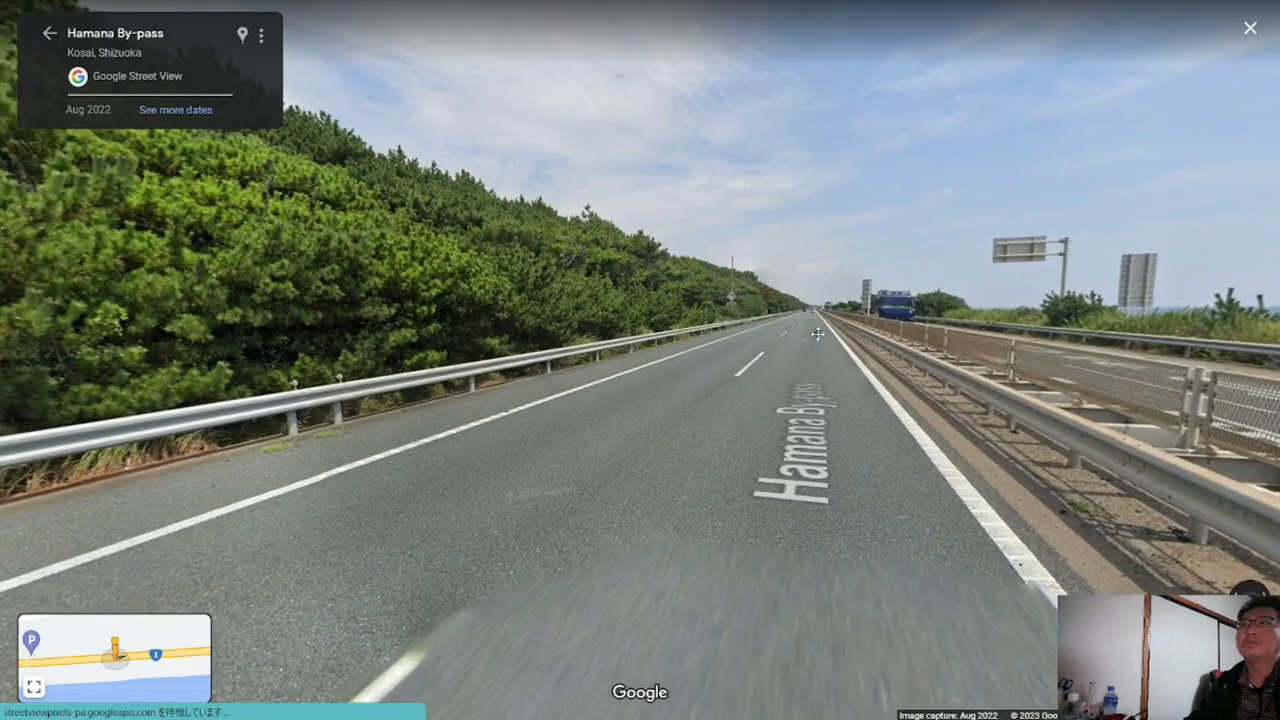 Hamana By-pass
Kosai, Shizuoka
Google Street View
Aug 2022 See more dates
Hamana By-pass
P
1
Google
streetviewpixels-pa.googleapis.com を待機しています...
Image capture: Aug 2022 © 2023 Goo